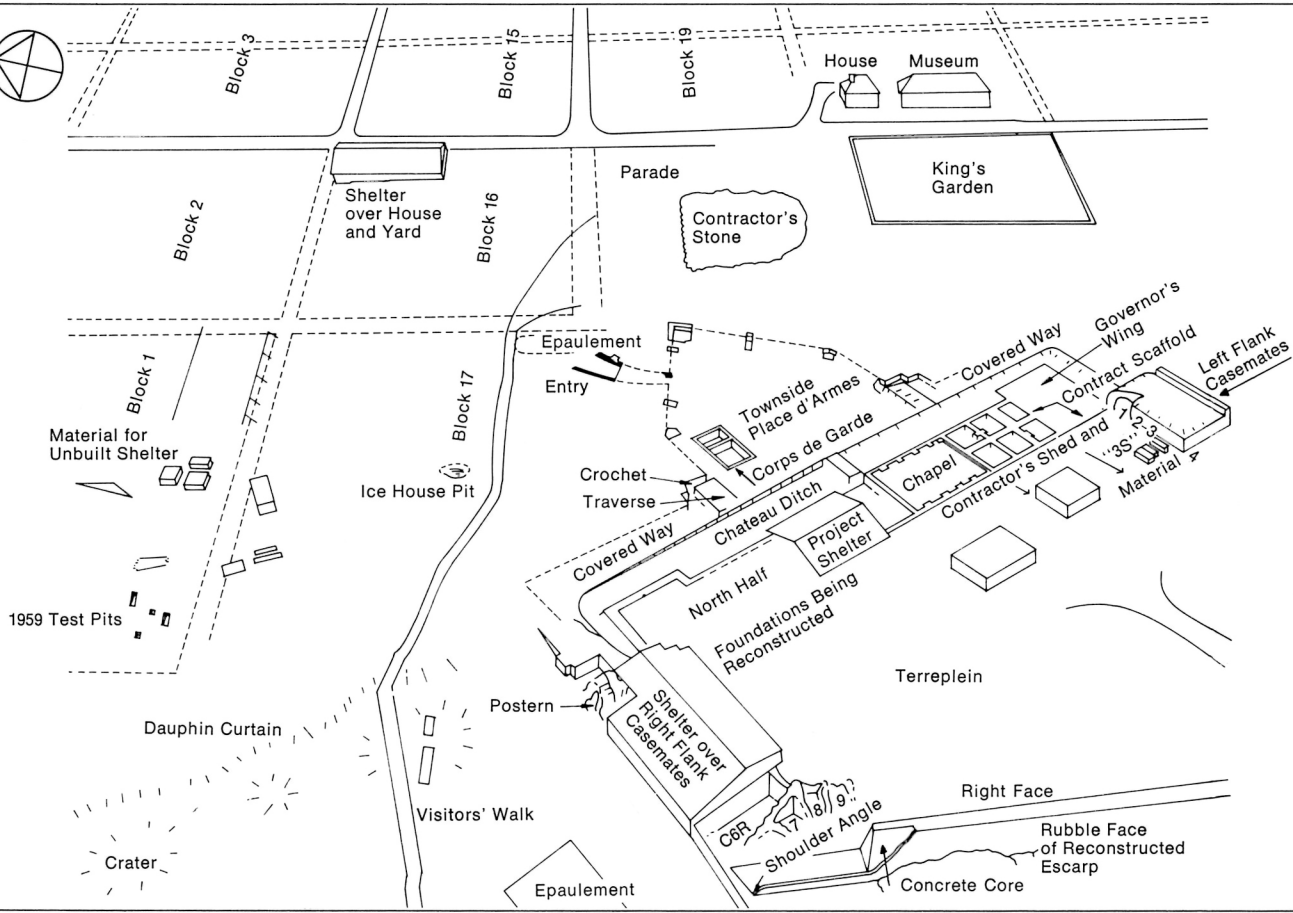 Block 3
Block 15
Block 19
House
Museum
Shelter
over House
and Yard
Parade
King's
Garden
Block 2
Block 16
Contractor's
Stone
Epaulement
Entry
Covered Way
Governor's
Wing
Contract Scaffold
Left Flank
Casemates
Block 1
Block 17
Townside
Place d'Armes
Corps de Garde
1
2
3
4
"3S"
Material for
Unbuilt Shelter
Ice House Pit
Crochet
Traverse
Chateau Ditch
Chapel
Contractor's Shed and
Material
Covered Way
Project
Shelter
North Half
Foundations Being
Reconstructed
1959 Test Pits
Terreplein
Postern
Shelter over
Right Flank
Casemates
Dauphin Curtain
Visitors' Walk
Crater
C6R
7
8
9
Shoulder Angle
Right Face
Rubble Face
of Reconstructed
Escarp
Concrete Core
Epaulement